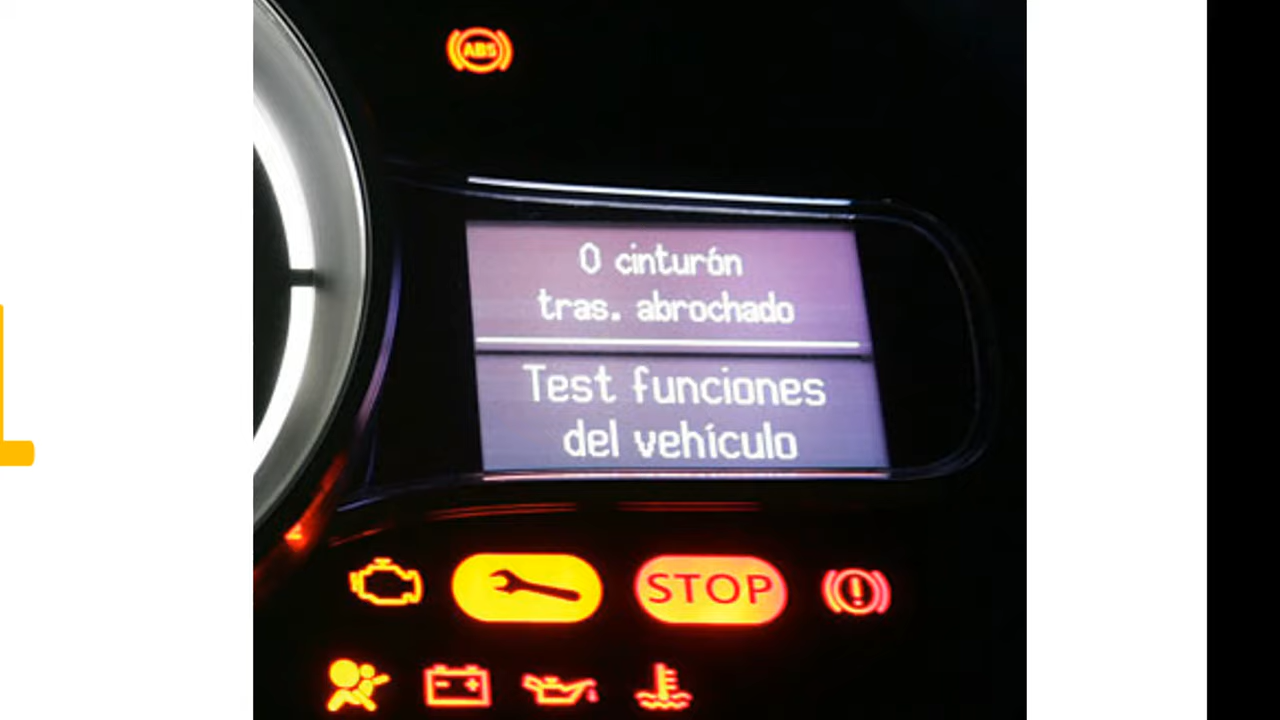 ABS
0 cinturón
tras. abrochado
Test funciones
del vehículo
STOP